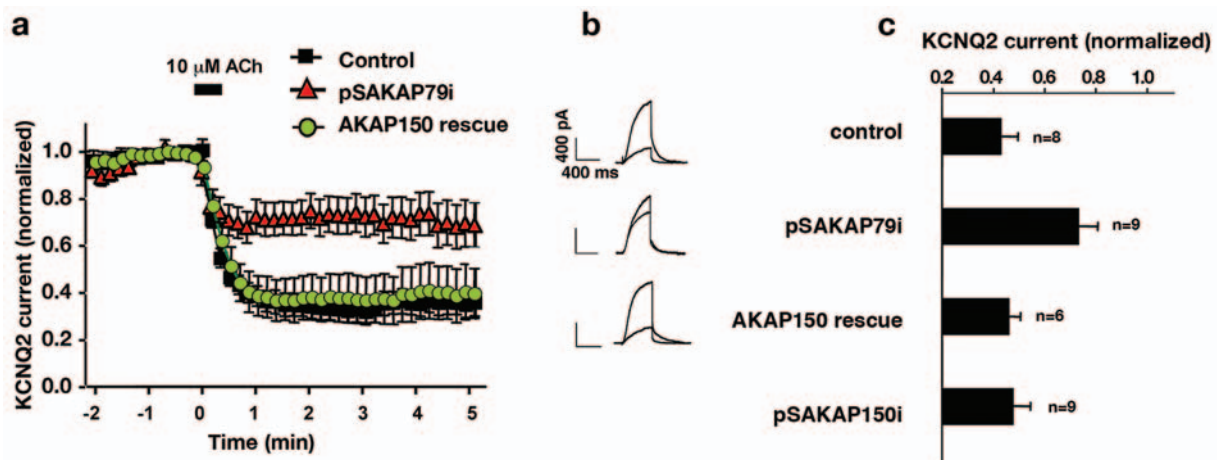 a
10 µM ACh
Control
pSAKAP79i
AKAP150 rescue
KCNQ2 current (normalized)
1.0
0.8
0.6
0.4
0.2
0.0
-2 -1 0 1 2 3 4 5
Time (min)
b
400 pA
400 ms
c
KCNQ2 current (normalized)
0.2 0.4 0.6 0.8 1.0
control
n=8
pSAKAP79i
n=9
AKAP150 rescue
n=6
pSAKAP150i
n=9